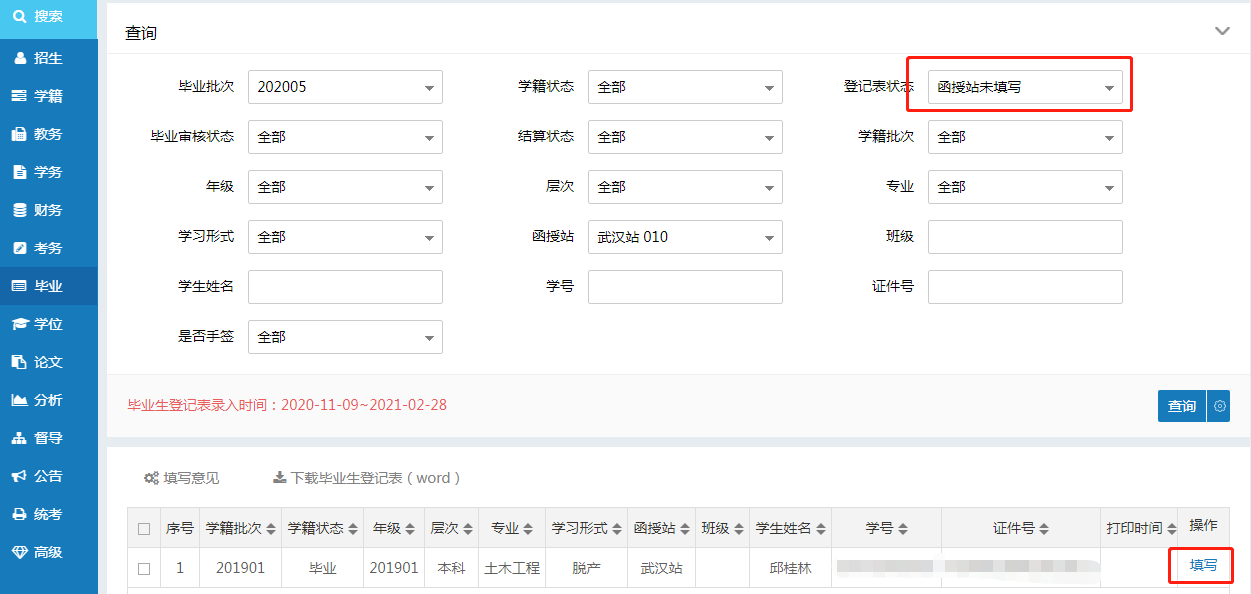 搜索
招生
学籍
教务
学务
财务
考务
毕业
学位
论文
分析
督导
公告
统考
高级
查询
毕业批次 202005 学籍状态 全部 登记表状态 函授站未填写
毕业审核状态 全部 结算状态 全部 学籍批次 全部
年级 全部 层次 全部 专业 全部
学习形式 全部 函授站 武汉站 010 班级
学生姓名 学号 证件号
是否手签 全部
毕业生登记表录入时间：2020-11-09~2021-02-28 查询
填写意见 下载毕业生登记表（word）
序号 学籍批次 学籍状态 年级 层次 专业 学习形式 函授站 班级 学生姓名 学号 证件号 打印时间 操作
1 201901 毕业 201901 本科 土木工程 脱产 武汉站 邱桂林 填写